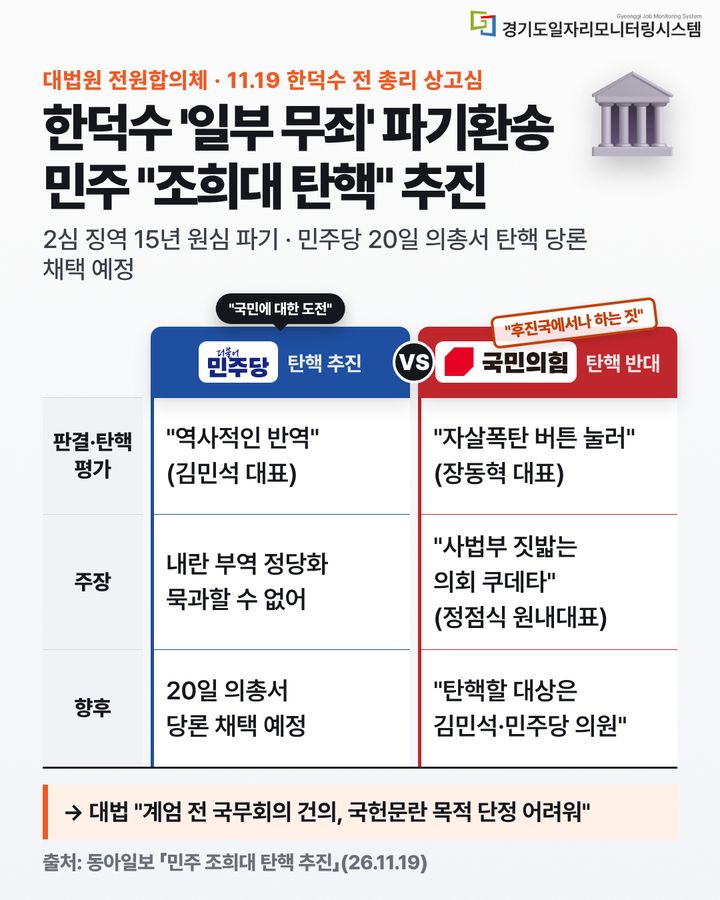 Gyeonggi Job Monitoring System
경기도일자리모니터링시스템
대법원 전원합의체 · 11.19 한덕수 전 총리 상고심
한덕수 '일부 무죄' 파기환송
민주 "조희대 탄핵" 추진
2심 징역 15년 원심 파기 · 민주당 20일 의총서 탄핵 당론
채택 예정
"국민에 대한 도전"
"후진국에서나 하는 짓"
더불어
민주당 탄핵 추진
VS
국민의힘 탄핵 반대
판결·탄핵
평가
"역사적인 반역"
(김민석 대표)
"자살폭탄 버튼 눌러"
(장동혁 대표)
주장
내란 부역 정당화
묵과할 수 없어
"사법부 짓밟는
의회 쿠데타"
(정점식 원내대표)
향후
20일 의총서
당론 채택 예정
"탄핵할 대상은
김민석·민주당 의원"
→ 대법 "계엄 전 국무회의 건의, 국헌문란 목적 단정 어려워"
출처: 동아일보 「민주 조희대 탄핵 추진」(26.11.19)